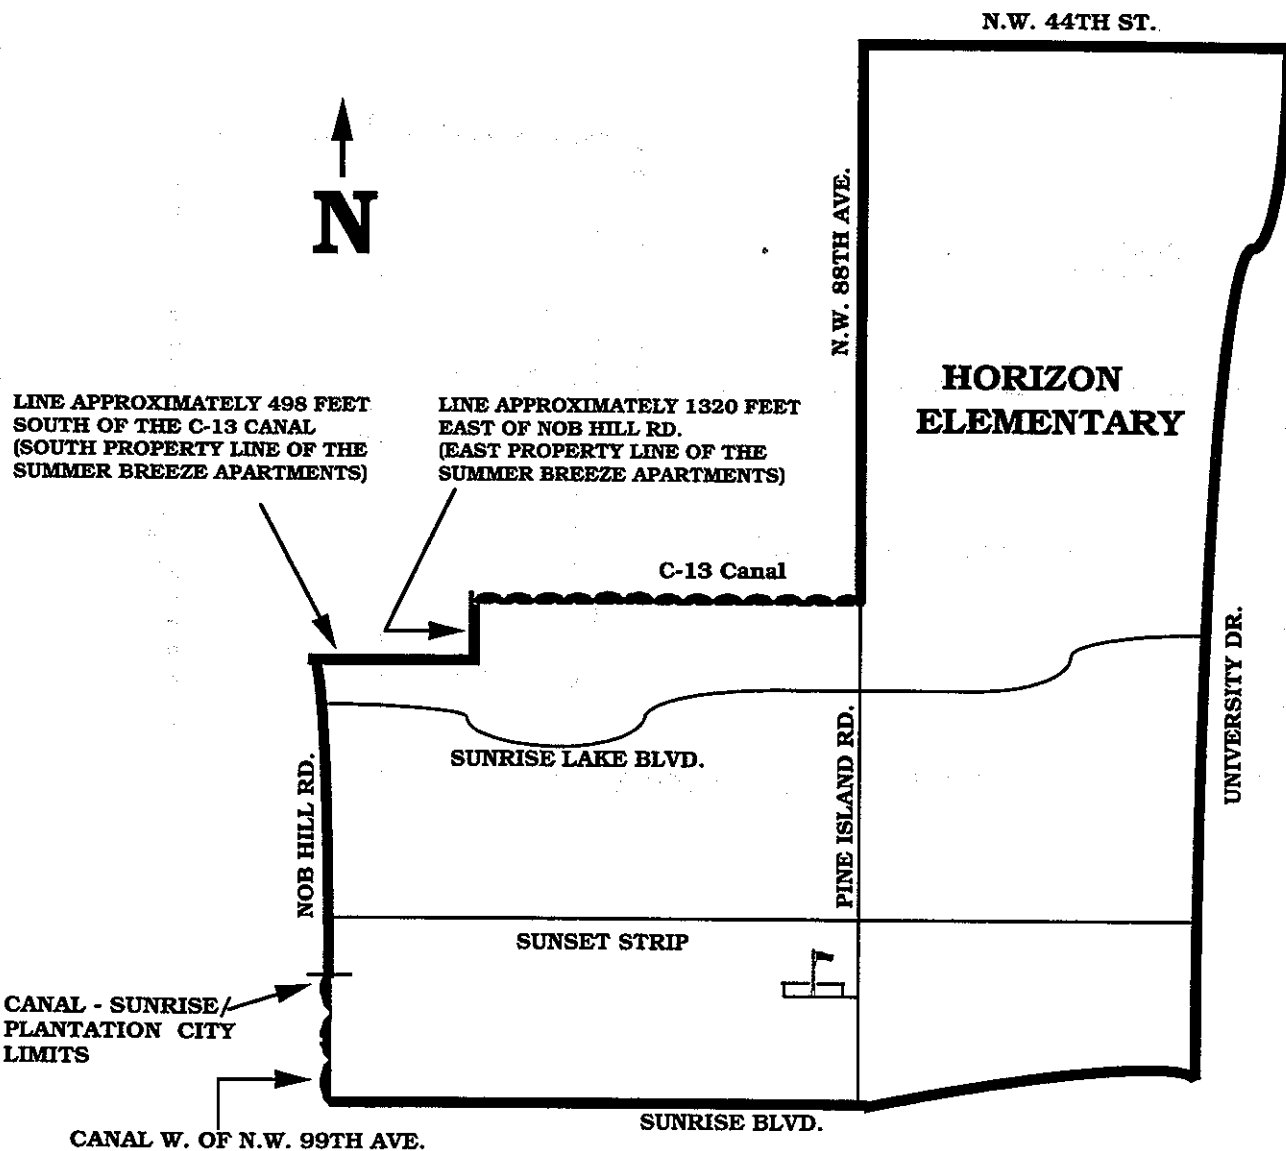 N.W. 44TH ST.
N
N.W. 88TH AVE.
HORIZON
ELEMENTARY
LINE APPROXIMATELY 498 FEET
SOUTH OF THE C-13 CANAL
(SOUTH PROPERTY LINE OF THE
SUMMER BREEZE APARTMENTS)
LINE APPROXIMATELY 1320 FEET
EAST OF NOB HILL RD.
(EAST PROPERTY LINE OF THE
SUMMER BREEZE APARTMENTS)
C-13 Canal
UNIVERSITY DR.
SUNRISE LAKE BLVD.
PINE ISLAND RD.
NOB HILL RD.
SUNSET STRIP
CANAL - SUNRISE/
PLANTATION CITY
LIMITS
SUNRISE BLVD.
CANAL W. OF N.W. 99TH AVE.